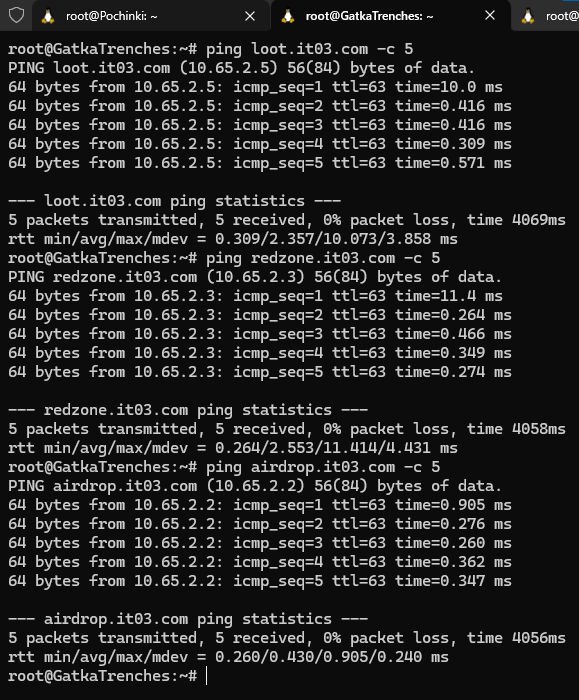 root@Pochinki: ~
root@GatkaTrenches: ~
root@
root@GatkaTrenches:~# ping loot.it03.com -c 5
PING loot.it03.com (10.65.2.5) 56(84) bytes of data.
64 bytes from 10.65.2.5: icmp_seq=1 ttl=63 time=10.0 ms
64 bytes from 10.65.2.5: icmp_seq=2 ttl=63 time=0.416 ms
64 bytes from 10.65.2.5: icmp_seq=3 ttl=63 time=0.416 ms
64 bytes from 10.65.2.5: icmp_seq=4 ttl=63 time=0.309 ms
64 bytes from 10.65.2.5: icmp_seq=5 ttl=63 time=0.571 ms
--- loot.it03.com ping statistics ---
5 packets transmitted, 5 received, 0% packet loss, time 4069ms
rtt min/avg/max/mdev = 0.309/2.357/10.073/3.858 ms
root@GatkaTrenches:~# ping redzone.it03.com -c 5
PING redzone.it03.com (10.65.2.3) 56(84) bytes of data.
64 bytes from 10.65.2.3: icmp_seq=1 ttl=63 time=11.4 ms
64 bytes from 10.65.2.3: icmp_seq=2 ttl=63 time=0.264 ms
64 bytes from 10.65.2.3: icmp_seq=3 ttl=63 time=0.466 ms
64 bytes from 10.65.2.3: icmp_seq=4 ttl=63 time=0.349 ms
64 bytes from 10.65.2.3: icmp_seq=5 ttl=63 time=0.274 ms
--- redzone.it03.com ping statistics ---
5 packets transmitted, 5 received, 0% packet loss, time 4058ms
rtt min/avg/max/mdev = 0.264/2.553/11.414/4.431 ms
root@GatkaTrenches:~# ping airdrop.it03.com -c 5
PING airdrop.it03.com (10.65.2.2) 56(84) bytes of data.
64 bytes from 10.65.2.2: icmp_seq=1 ttl=63 time=0.905 ms
64 bytes from 10.65.2.2: icmp_seq=2 ttl=63 time=0.276 ms
64 bytes from 10.65.2.2: icmp_seq=3 ttl=63 time=0.260 ms
64 bytes from 10.65.2.2: icmp_seq=4 ttl=63 time=0.362 ms
64 bytes from 10.65.2.2: icmp_seq=5 ttl=63 time=0.347 ms
--- airdrop.it03.com ping statistics ---
5 packets transmitted, 5 received, 0% packet loss, time 4056ms
rtt min/avg/max/mdev = 0.260/0.430/0.905/0.240 ms
root@GatkaTrenches:~#